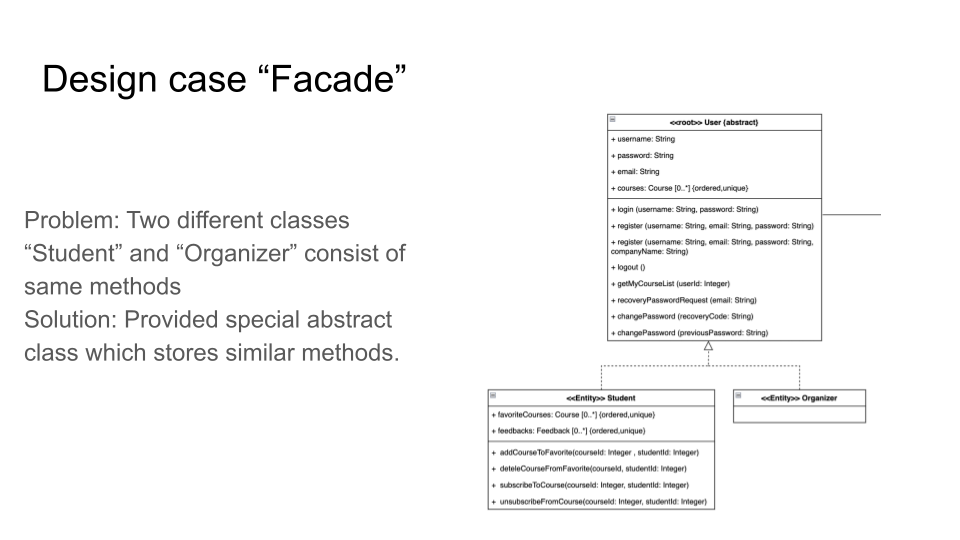 Design case “Facade”
Problem: Two different classes
“Student” and “Organizer” consist of
same methods
Solution: Provided special abstract
class which stores similar methods.
<<root>> User {abstract}
+ username: String
+ password: String
+ email: String
+ courses: Course [0..*] {ordered,unique}
+ login (username: String, password: String)
+ register (username: String, email: String, password: String)
+ register (username: String, email: String, password: String,
companyName: String)
+ logout ()
+ getMyCourseList (userId: Integer)
+ recoveryPasswordRequest (email: String)
+ changePassword (recoveryCode: String)
+ changePassword (previousPassword: String)
<<Entity>> Student
+ favoriteCourses: Course [0..*] {ordered,unique}
+ feedbacks: Feedback [0..*] {ordered,unique}
+ addCourseToFavorite(courseId: Integer , studentId: Integer)
+ deteleCourseFromFavorite(courseId, studentId: Integer)
+ subscribeToCourse(courseId: Integer, studentId: Integer)
+ unsubscribeFromCourse(courseId: Integer, studentId: Integer)
<<Entity>> Organizer